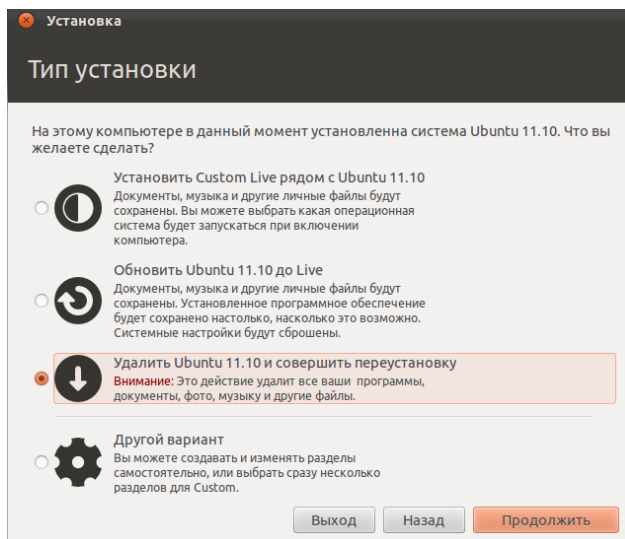 Установка
Тип установки
На этому компьютере в данный момент установленна система Ubuntu 11.10. Что вы
желаете сделать?
Установить Custom Live рядом с Ubuntu 11.10
Документы, музыка и другие личные файлы будут
сохранены. Вы можете выбрать какая операционная
система будет запускаться при включении
компьютера.
Обновить Ubuntu 11.10 до Live
Документы, музыка и другие личные файлы будут
сохранены. Установленное программное обеспечение
будет сохранено настолько, насколько это возможно.
Системные настройки будут сброшены.
Удалить Ubuntu 11.10 и совершить переустановку
Внимание: Это действие удалит все ваши программы,
документы, фото, музыку и другие файлы.
Другой вариант
Вы можете создавать и изменять разделы
самостоятельно, или выбрать сразу несколько
разделов для Custom.
Выход Назад Продолжить